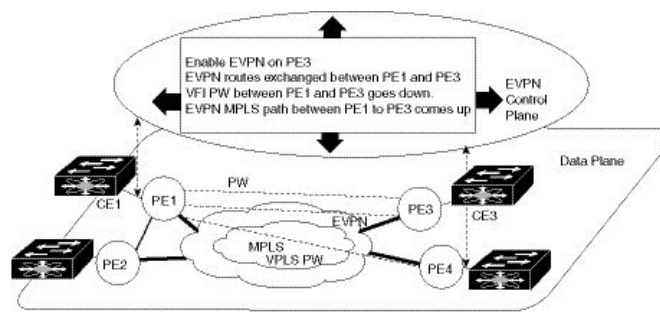 Enable EVPN on PE3
EVPN routes exchanged between PE1 and PE3
VFI PW between PE1 and PE3 goes down.
EVPN MPLS path between PE1 to PE3 comes up
EVPN
Control
Plane
Data Plane
PW
CE1
PE1
PE3
CE3
EVPN
MPLS
VPLS PW
PE2
PE4